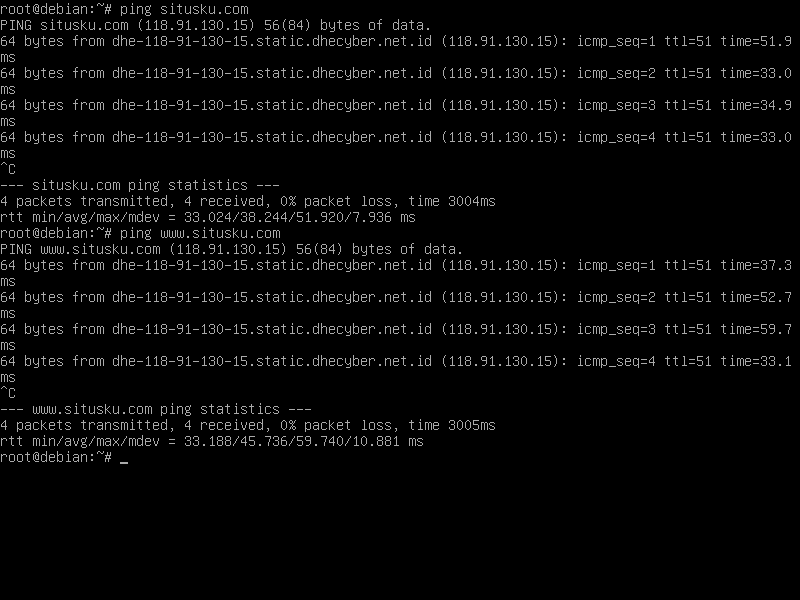 root@debian:~# ping situsku.com
PING situsku.com (118.91.130.15) 56(84) bytes of data.
64 bytes from dhe-118-91-130-15.static.dhecyber.net.id (118.91.130.15): icmp_seq=1 ttl=51 time=51.9
ms
64 bytes from dhe-118-91-130-15.static.dhecyber.net.id (118.91.130.15): icmp_seq=2 ttl=51 time=33.0
ms
64 bytes from dhe-118-91-130-15.static.dhecyber.net.id (118.91.130.15): icmp_seq=3 ttl=51 time=34.9
ms
64 bytes from dhe-118-91-130-15.static.dhecyber.net.id (118.91.130.15): icmp_seq=4 ttl=51 time=33.0
ms
^C
--- situsku.com ping statistics ---
4 packets transmitted, 4 received, 0% packet loss, time 3004ms
rtt min/avg/max/mdev = 33.024/38.244/51.920/7.936 ms
root@debian:~# ping www.situsku.com
PING www.situsku.com (118.91.130.15) 56(84) bytes of data.
64 bytes from dhe-118-91-130-15.static.dhecyber.net.id (118.91.130.15): icmp_seq=1 ttl=51 time=37.3
ms
64 bytes from dhe-118-91-130-15.static.dhecyber.net.id (118.91.130.15): icmp_seq=2 ttl=51 time=52.7
ms
64 bytes from dhe-118-91-130-15.static.dhecyber.net.id (118.91.130.15): icmp_seq=3 ttl=51 time=59.7
ms
64 bytes from dhe-118-91-130-15.static.dhecyber.net.id (118.91.130.15): icmp_seq=4 ttl=51 time=33.1
ms
^C
--- www.situsku.com ping statistics ---
4 packets transmitted, 4 received, 0% packet loss, time 3005ms
rtt min/avg/max/mdev = 33.188/45.736/59.740/10.881 ms
root@debian:~# _